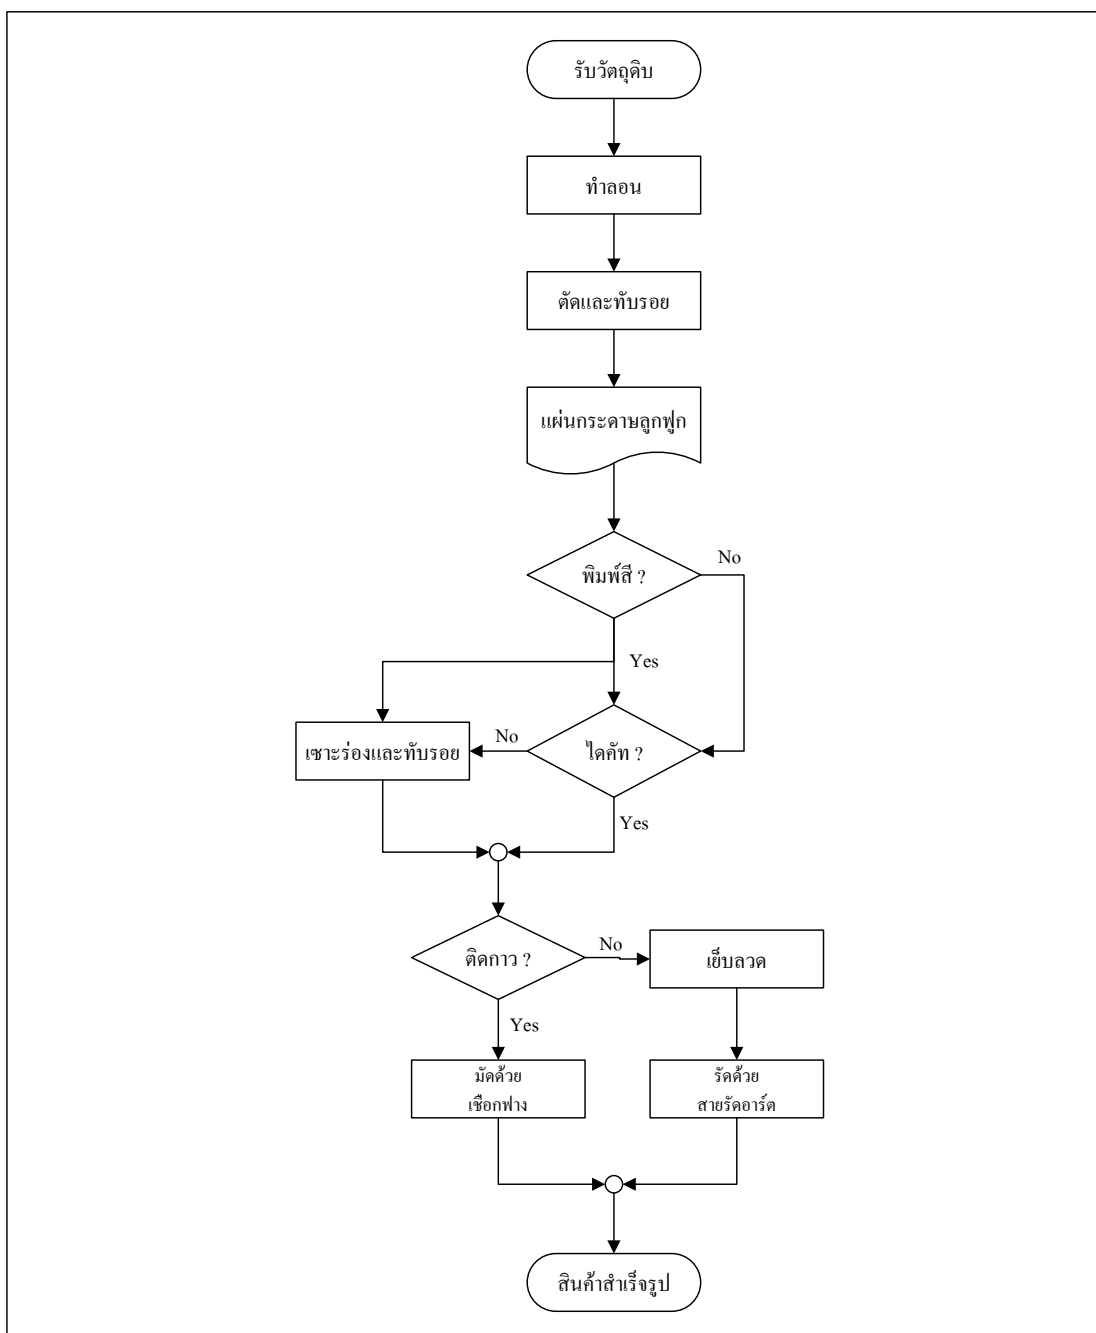 รับวัตถุดิบ
ทำลอน
ตัดและทับรอย
แผ่นกระดาษลูกฟูก
พิมพ์สี ?
No
Yes
เซาะร่องและทับรอย
No
ไดคัท ?
Yes
ติดกาว ?
No
เย็บลวด
Yes
มัดด้วย
เชือกฟาง
รัดด้วย
สายรัดอาร์ต
สินค้าสำเร็จรูป